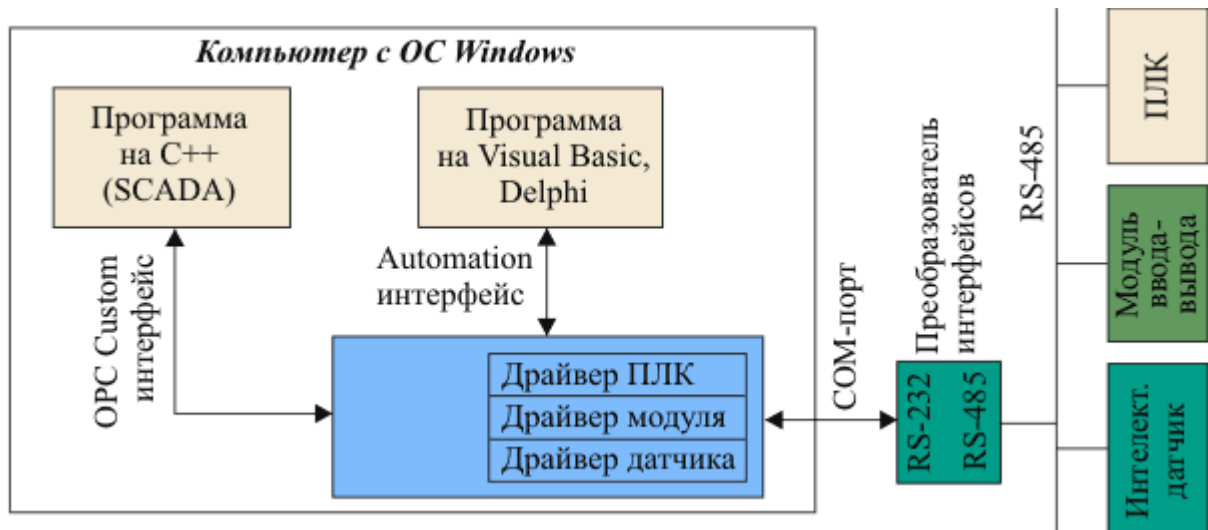 Компьютер с ОС Windows
Программа
на C++
(SCADA)
Программа
на Visual Basic,
Delphi
OPC Custom
интерфейс
Automation
интерфейс
Драйвер ПЛК
Драйвер модуля
Драйвер датчика
COM-порт
Преобразователь
интерфейсов
RS-232
RS-485
RS-485
ПЛК
Модуль
ввода-
вывода
Интелект.
датчик